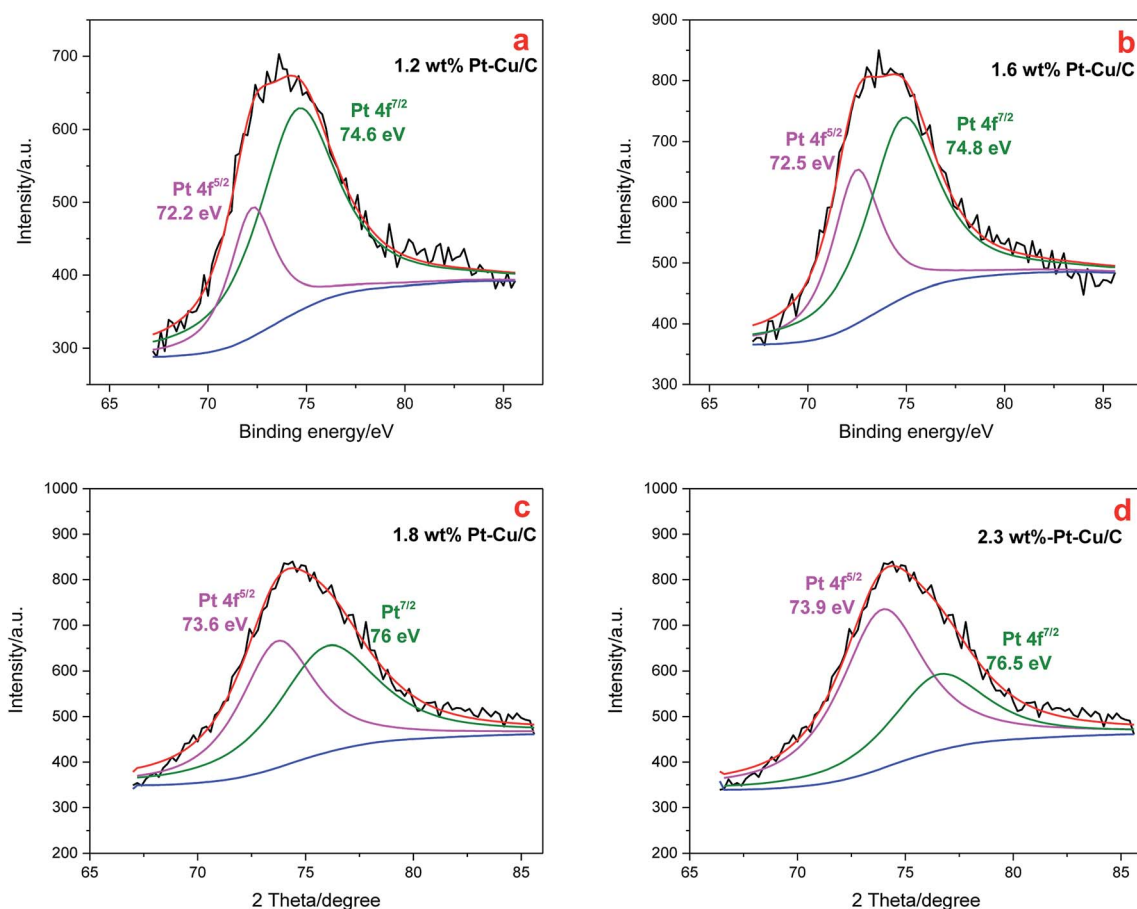 a
1.2 wt% Pt-Cu/C
Pt 4f7/2
74.6 eV
Pt 4f5/2
72.2 eV
700
600
500
400
300
65 70 75 80 85
Intensity/a.u.
Binding energy/eV
b
1.6 wt% Pt-Cu/C
Pt 4f7/2
74.8 eV
Pt 4f5/2
72.5 eV
900
800
700
600
500
400
300
65 70 75 80 85
Intensity/a.u.
Binding energy/eV
c
1.8 wt% Pt-Cu/C
Pt 4f5/2
73.6 eV
Pt7/2
76 eV
1000
900
800
700
600
500
400
300
200
65 70 75 80 85
Intensity/a.u.
2 Theta/degree
d
2.3 wt%-Pt-Cu/C
Pt 4f5/2
73.9 eV
Pt 4f7/2
76.5 eV
1000
900
800
700
600
500
400
300
200
65 70 75 80 85
Intensity/a.u.
2 Theta/degree